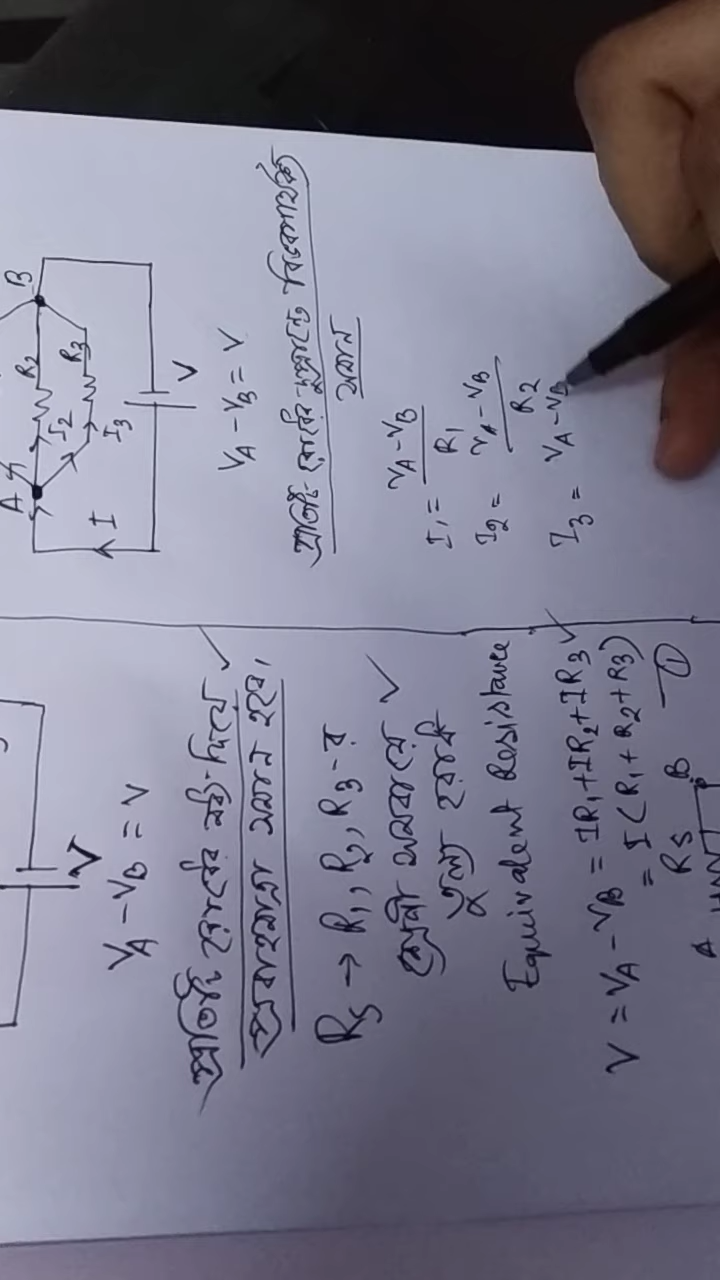 V
V_A - V_B = V
প্রতিটি রোধের মধ্য দিয়ে
প্রবাহমাত্রা সমান হবে,
R_S → R_1, R_2, R_3-র
শ্রেণী সমবায়ে
তুল্য রোধ
Equivalent Resistance
V = V_A - V_B = IR_1 + IR_2 + IR_3
= I (R_1 + R_2 + R_3)
①
A R_S B
A B
R_2
I_2
R_3
I_3
I
V
V_A - V_B = V
প্রতিটি রোধের দুপ্রান্তে বিভবপার্থক্য
সমান
I_1 = V_A - V_B / R_1
I_2 = V_A - V_B / R_2
I_3 = V_A - V_B